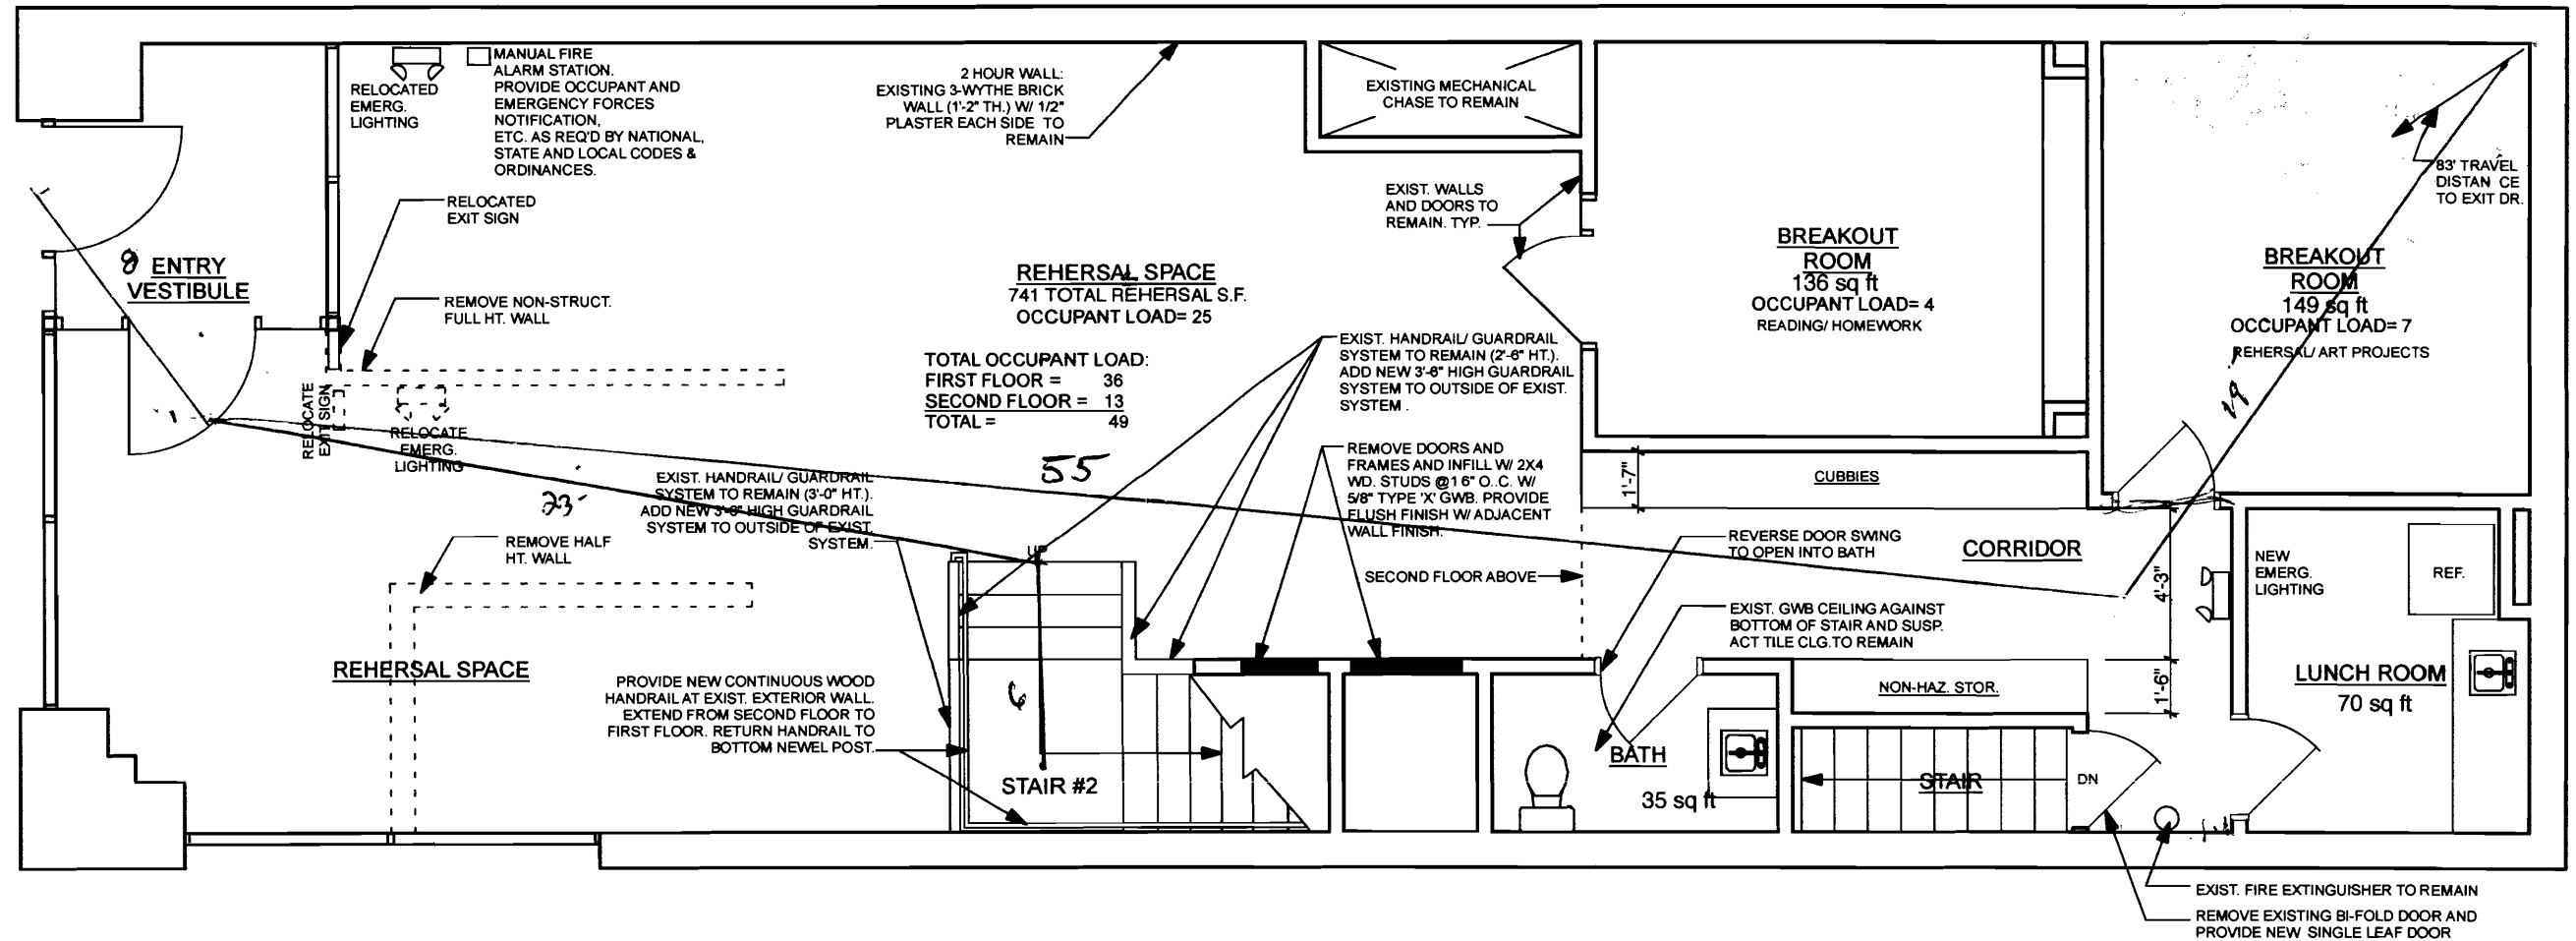 MANUAL FIRE
ALARM STATION.
PROVIDE OCCUPANT AND
EMERGENCY FORCES
NOTIFICATION,
ETC. AS REQ'D BY NATIONAL,
STATE AND LOCAL CODES &
ORDINANCES.
RELOCATED
EMERG.
LIGHTING
2 HOUR WALL:
EXISTING 3-WYTHE BRICK
WALL (1'-2" TH.) W/ 1/2"
PLASTER EACH SIDE TO
REMAIN
EXISTING MECHANICAL
CHASE TO REMAIN
83' TRAVEL
DISTAN CE
TO EXIT DR.
RELOCATED
EXIT SIGN
EXIST. WALLS
AND DOORS TO
REMAIN. TYP.
8
ENTRY
VESTIBULE
REMOVE NON-STRUCT.
FULL HT. WALL
REHERSAL SPACE
741 TOTAL REHERSAL S.F.
OCCUPANT LOAD= 25
BREAKOUT
ROOM
136 sq ft
OCCUPANT LOAD= 4
READING/ HOMEWORK
BREAKOUT
ROOM
149 sq ft
OCCUPANT LOAD= 7
REHERSAL/ ART PROJECTS
19
TOTAL OCCUPANT LOAD:
FIRST FLOOR = 36
SECOND FLOOR = 13
TOTAL = 49
EXIST. HANDRAIL/ GUARDRAIL
SYSTEM TO REMAIN (2'-6" HT.).
ADD NEW 3'-6" HIGH GUARDRAIL
SYSTEM TO OUTSIDE OF EXIST.
SYSTEM .
RELOCATE
EXIT SIGN
RELOCATE
EMERG.
LIGHTING
55
23
EXIST. HANDRAIL/ GUARDRAIL
SYSTEM TO REMAIN (3'-0" HT.).
ADD NEW 3'-6" HIGH GUARDRAIL
SYSTEM TO OUTSIDE OF EXIST.
SYSTEM.
REMOVE DOORS AND
FRAMES AND INFILL W/ 2X4
WD. STUDS @1 6" O..C. W/
5/8" TYPE 'X' GWB. PROVIDE
FLUSH FINISH W/ ADJACENT
WALL FINISH.
1'-7"
CUBBIES
REMOVE HALF
HT. WALL
UP
SECOND FLOOR ABOVE
REVERSE DOOR SWING
TO OPEN INTO BATH
CORRIDOR
4'-3"
NEW
EMERG.
LIGHTING
REF.
EXIST. GWB CEILING AGAINST
BOTTOM OF STAIR AND SUSP.
ACT TILE CLG.TO REMAIN
REHERSAL SPACE
PROVIDE NEW CONTINUOUS WOOD
HANDRAIL AT EXIST. EXTERIOR WALL.
EXTEND FROM SECOND FLOOR TO
FIRST FLOOR. RETURN HANDRAIL TO
BOTTOM NEWEL POST.
6
STAIR #2
BATH
35 sq ft
NON-HAZ. STOR.
1'-6"
LUNCH ROOM
70 sq ft
STAIR
DN
EXIST. FIRE EXTINGUISHER TO REMAIN
REMOVE EXISTING BI-FOLD DOOR AND
PROVIDE NEW SINGLE LEAF DOOR